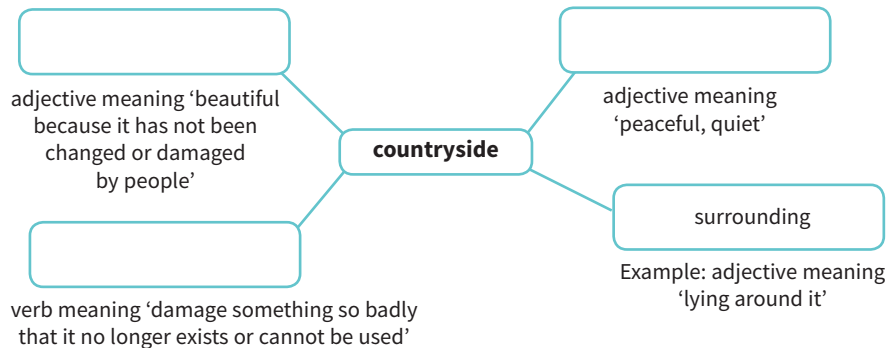 adjective meaning ‘beautiful
because it has not been
changed or damaged
by people’
adjective meaning
‘peaceful, quiet’
countryside
surrounding
Example: adjective meaning
‘lying around it’
verb meaning ‘damage something so badly
that it no longer exists or cannot be used’